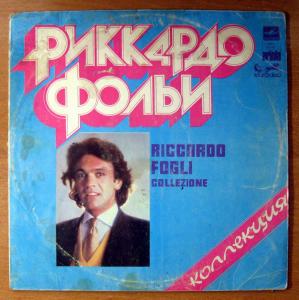 РИККАРДО
ФОЛЬИ
RICCARDO
FOGLI
COLLEZIONE
КОЛЛЕКЦИЯ